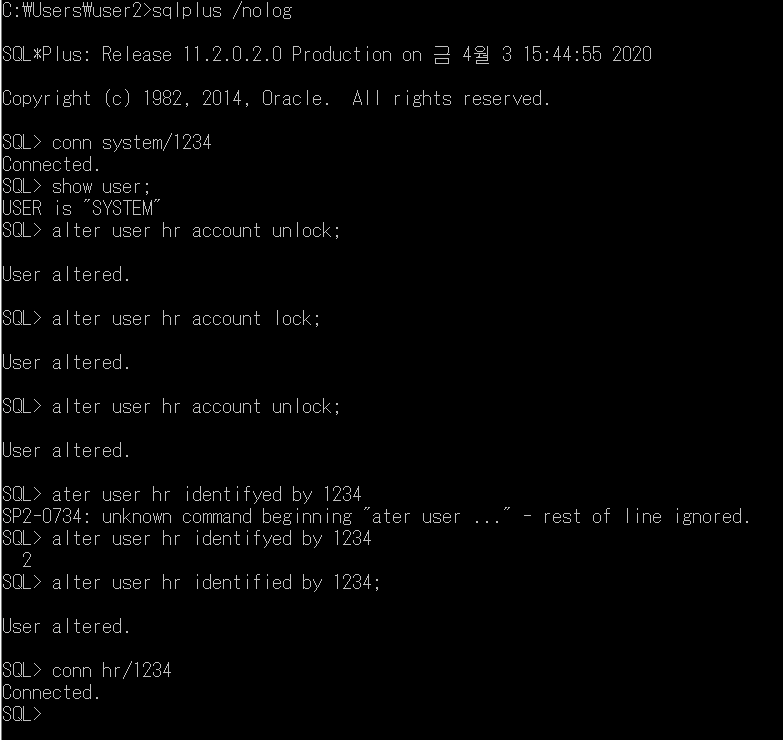 C:₩Users₩user2>sqlplus /nolog
SQL*Plus: Release 11.2.0.2.0 Production on 금 4월 3 15:44:55 2020
Copyright (c) 1982, 2014, Oracle.  All rights reserved.
SQL> conn system/1234
Connected.
SQL> show user;
USER is "SYSTEM"
SQL> alter user hr account unlock;
User altered.
SQL> alter user hr account lock;
User altered.
SQL> alter user hr account unlock;
User altered.
SQL> ater user hr identifyed by 1234
SP2-0734: unknown command beginning "ater user ..." - rest of line ignored.
SQL> alter user hr identifyed by 1234
  2
SQL> alter user hr identified by 1234;
User altered.
SQL> conn hr/1234
Connected.
SQL>